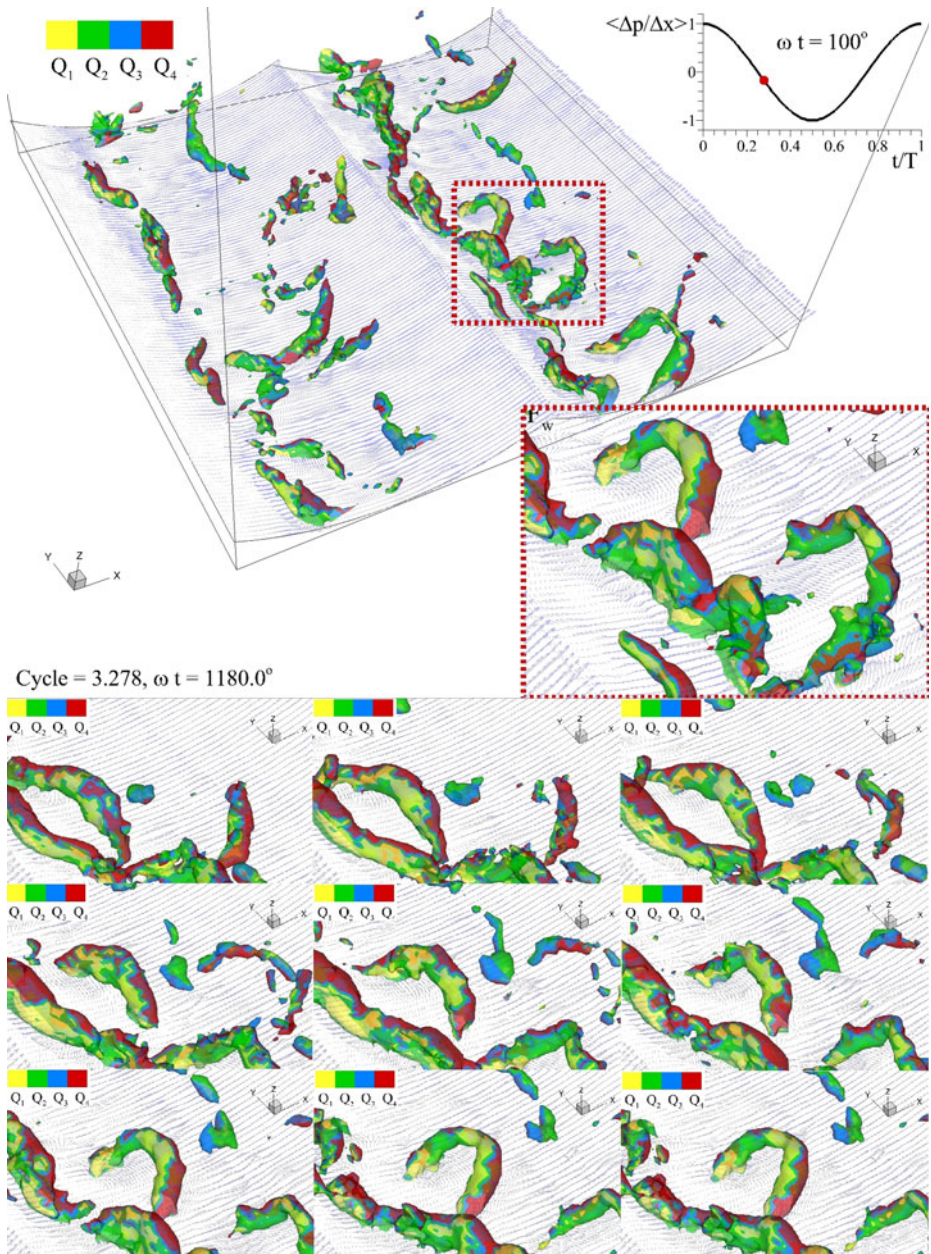 Q₁ Q₂ Q₃ Q₄
<Δp/Δx>
ω t = 100°
1
0
-1
0 0.2 0.4 0.6 0.8 1
t/T
Y Z X
Y Z X
Cycle = 3.278, ω t = 1180.0°
Q₁ Q₂ Q₃ Q₄
Y Z X
Q₁ Q₂ Q₃ Q₄
Y Z X
Q₁ Q₂ Q₃ Q₄
Y Z X
Q₁ Q₂ Q₃ Q₄
Y Z X
Q₁ Q₂ Q₃ Q₄
Y Z X
Q₁ Q₂ Q₃ Q₄
Y Z X
Q₁ Q₂ Q₃ Q₄
Y Z X
Q₁ Q₂ Q₃ Q₄
Y Z X
Q₁ Q₂ Q₃ Q₄
Y Z X